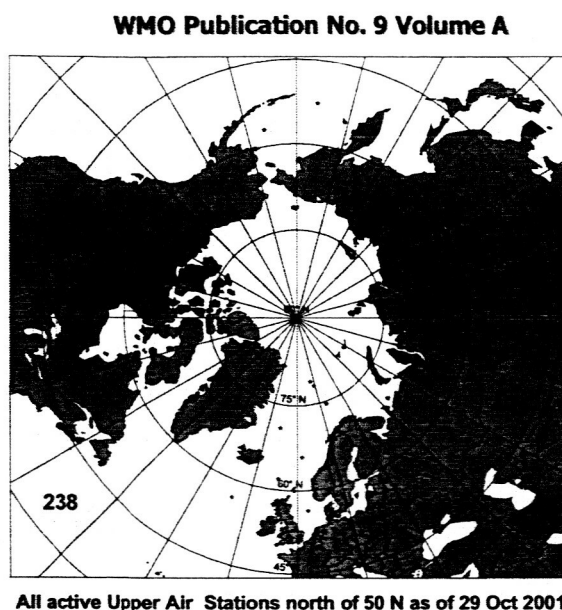 WMO Publication No. 9 Volume A
75° N
60° N
238
45°
All active Upper Air Stations north of 50 N as of 29 Oct 2001